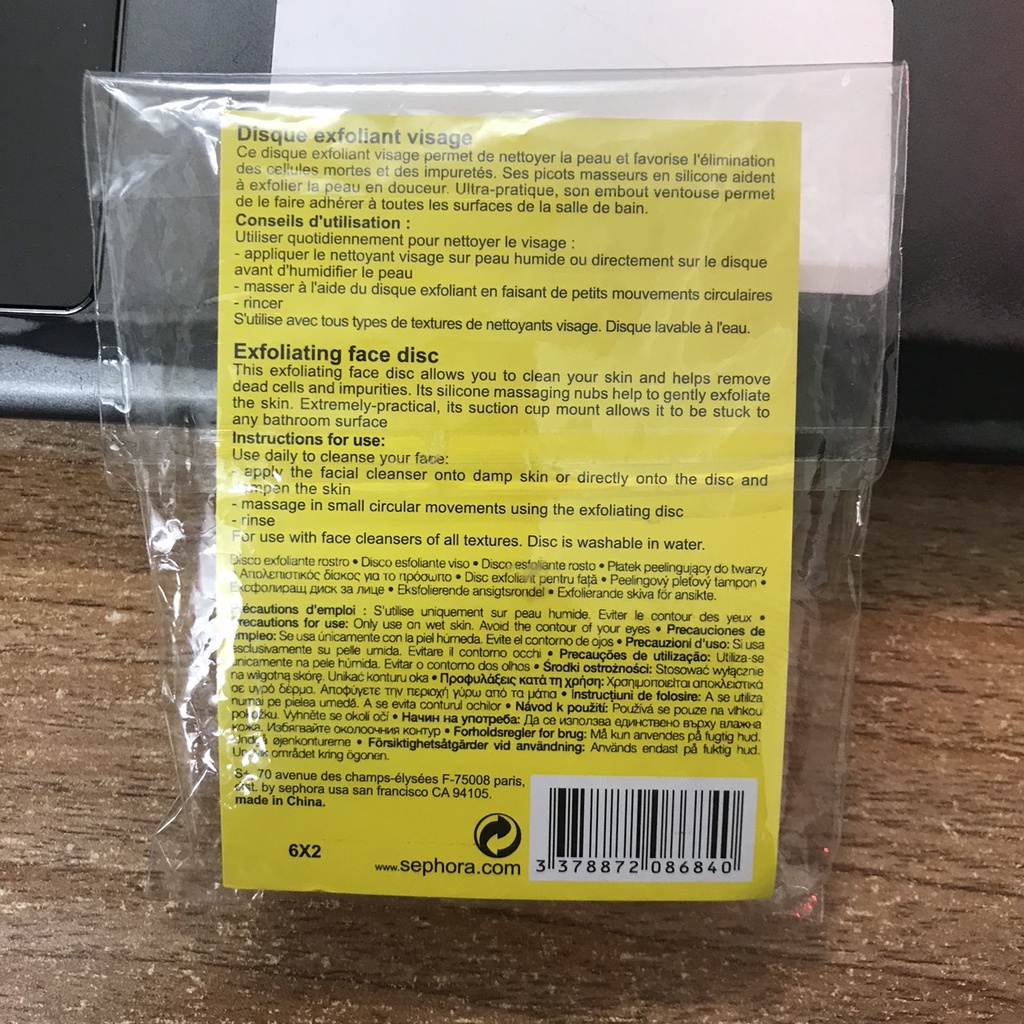 Disque exfoliant visage
Ce disque exfoliant visage permet de nettoyer la peau et favorise l'élimination
des cellules mortes et des impuretés. Ses picots masseurs en silicone aident
à exfolier la peau en douceur. Ultra-pratique, son embout ventouse permet
de le faire adhérer à toutes les surfaces de la salle de bain.
Conseils d'utilisation :
Utiliser quotidiennement pour nettoyer le visage :
- appliquer le nettoyant visage sur peau humide ou directement sur le disque
avant d'humidifier le peau
- masser à l'aide du disque exfoliant en faisant de petits mouvements circulaires
- rincer
S'utilise avec tous types de textures de nettoyants visage. Disque lavable à l'eau.
Exfoliating face disc
This exfoliating face disc allows you to clean your skin and helps remove
dead cells and impurities. Its silicone massaging nubs help to gently exfoliate
the skin. Extremely-practical, its suction cup mount allows it to be stuck to
any bathroom surface
Instructions for use:
Use daily to cleanse your face:
- apply the facial cleanser onto damp skin or directly onto the disc and
dampen the skin
- massage in small circular movements using the exfoliating disc
- rinse
For use with face cleansers of all textures. Disc is washable in water.
Disco exfoliante rostro • Disco esfoliante viso • Disco esfoliante rosto • Płatek peelingujący do twarzy
• Απολεπιστικός δίσκος για το πρόσωπο • Disc exfoliant pentru față • Peelingový pleťový tampon •
Ексфолиращ диск за лице • Eksfolierende ansigtsrondel • Exfolierande skiva för ansikte.
Précautions d'emploi : S'utilise uniquement sur peau humide. Eviter le contour des yeux •
Precautions for use: Only use on wet skin. Avoid the contour of your eyes • Precauciones de
empleo: Se usa únicamente con la piel húmeda. Evite el contorno de ojos • Precauzioni d'uso: Si usa
esclusivamente su pelle umida. Evitare il contorno occhi • Precauções de utilização: Utiliza-se
unicamente na pele húmida. Evitar o contorno dos olhos • Środki ostrożności: Stosować wyłącznie
na wilgotną skórę. Unikać konturu oka • Προφυλάξεις κατά τη χρήση: Χρησιμοποιείται αποκλειστικά
σε υγρό δέρμα. Αποφύγετε την περιοχή γύρω από τα μάτια • Instrucțiuni de folosire: A se utiliza
numai pe pielea umedă. A se evita conturul ochilor • Návod k použití: Používá se pouze na vlhkou
pokožku. Vyhněte se okolí očí • Начин на употреба: Да се използва единствено върху влажна
кожа. Избягвайте околоочния контур • Forholdsregler for brug: Må kun anvendes på fugtig hud.
Undgå øjenkonturerne • Försiktighetsåtgärder vid användning: Används endast på fuktig hud.
Undvik området kring ögonen.
70 avenue des champs-élysées F-75008 paris,
dist. by sephora usa san francisco CA 94105.
made in China.
6X2
www.sephora.com
3 378872 086840